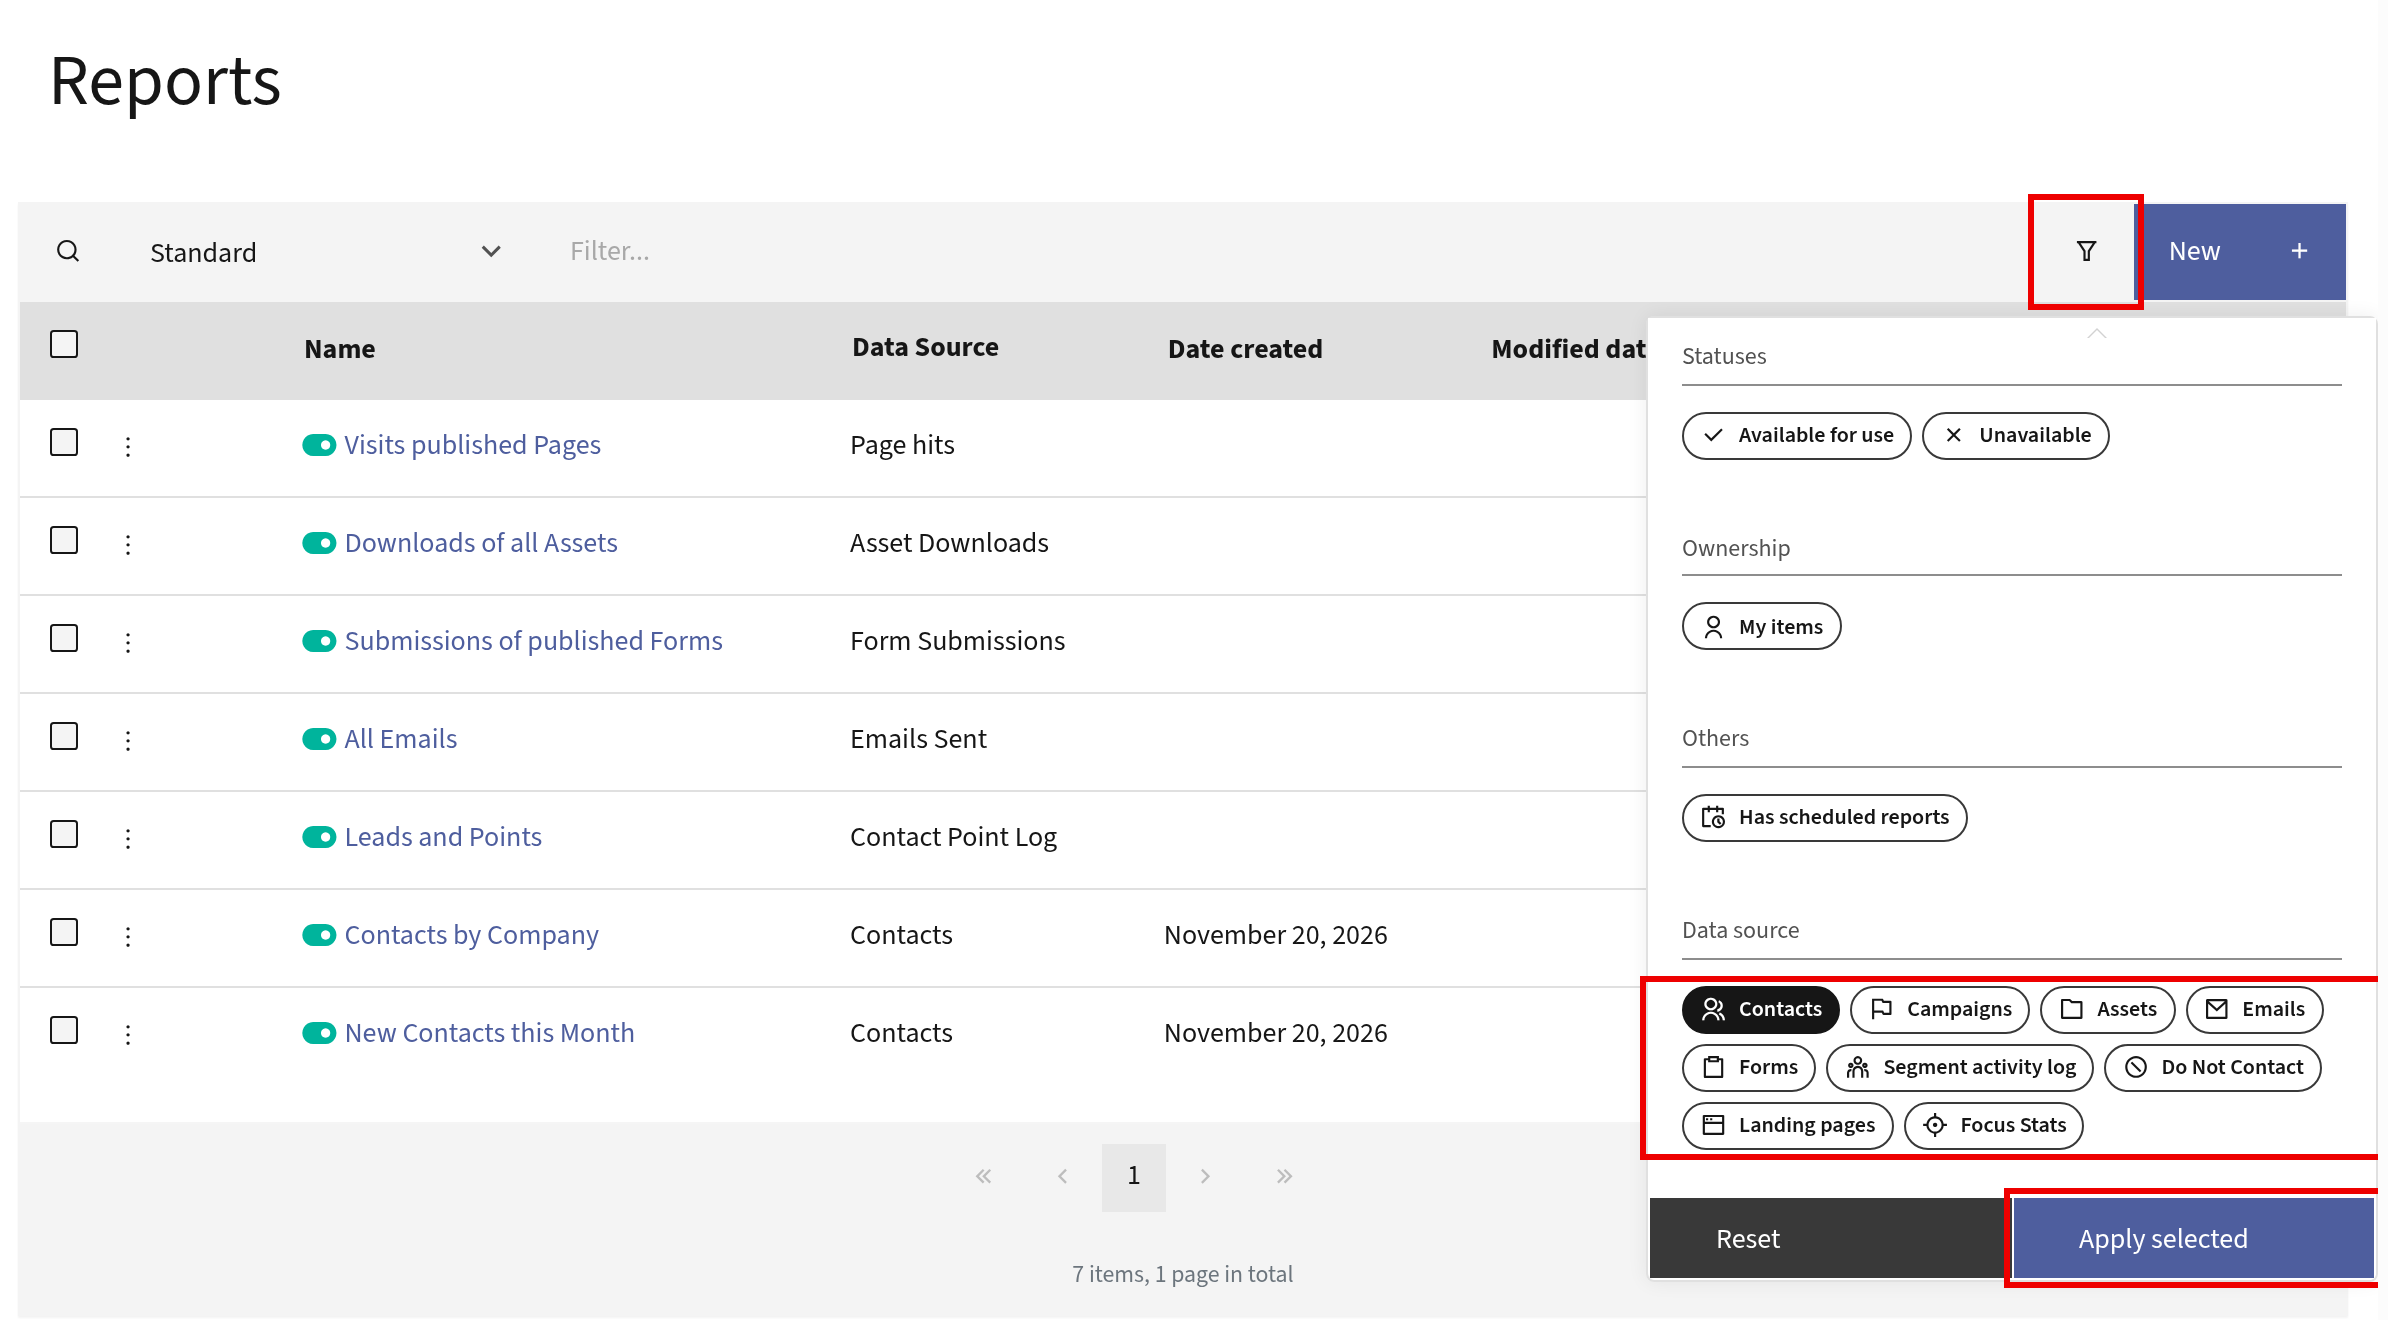 Reports
Standard Filter... New +
Name Data Source Date created Modified dat
Visits published Pages Page hits
Downloads of all Assets Asset Downloads
Submissions of published Forms Form Submissions
All Emails Emails Sent
Leads and Points Contact Point Log
Contacts by Company Contacts November 20, 2026
New Contacts this Month Contacts November 20, 2026
« ‹ 1 › »
7 items, 1 page in total
Statuses
Available for use Unavailable
Ownership
My items
Others
Has scheduled reports
Data source
Contacts Campaigns Assets Emails
Forms Segment activity log Do Not Contact
Landing pages Focus Stats
Reset Apply selected